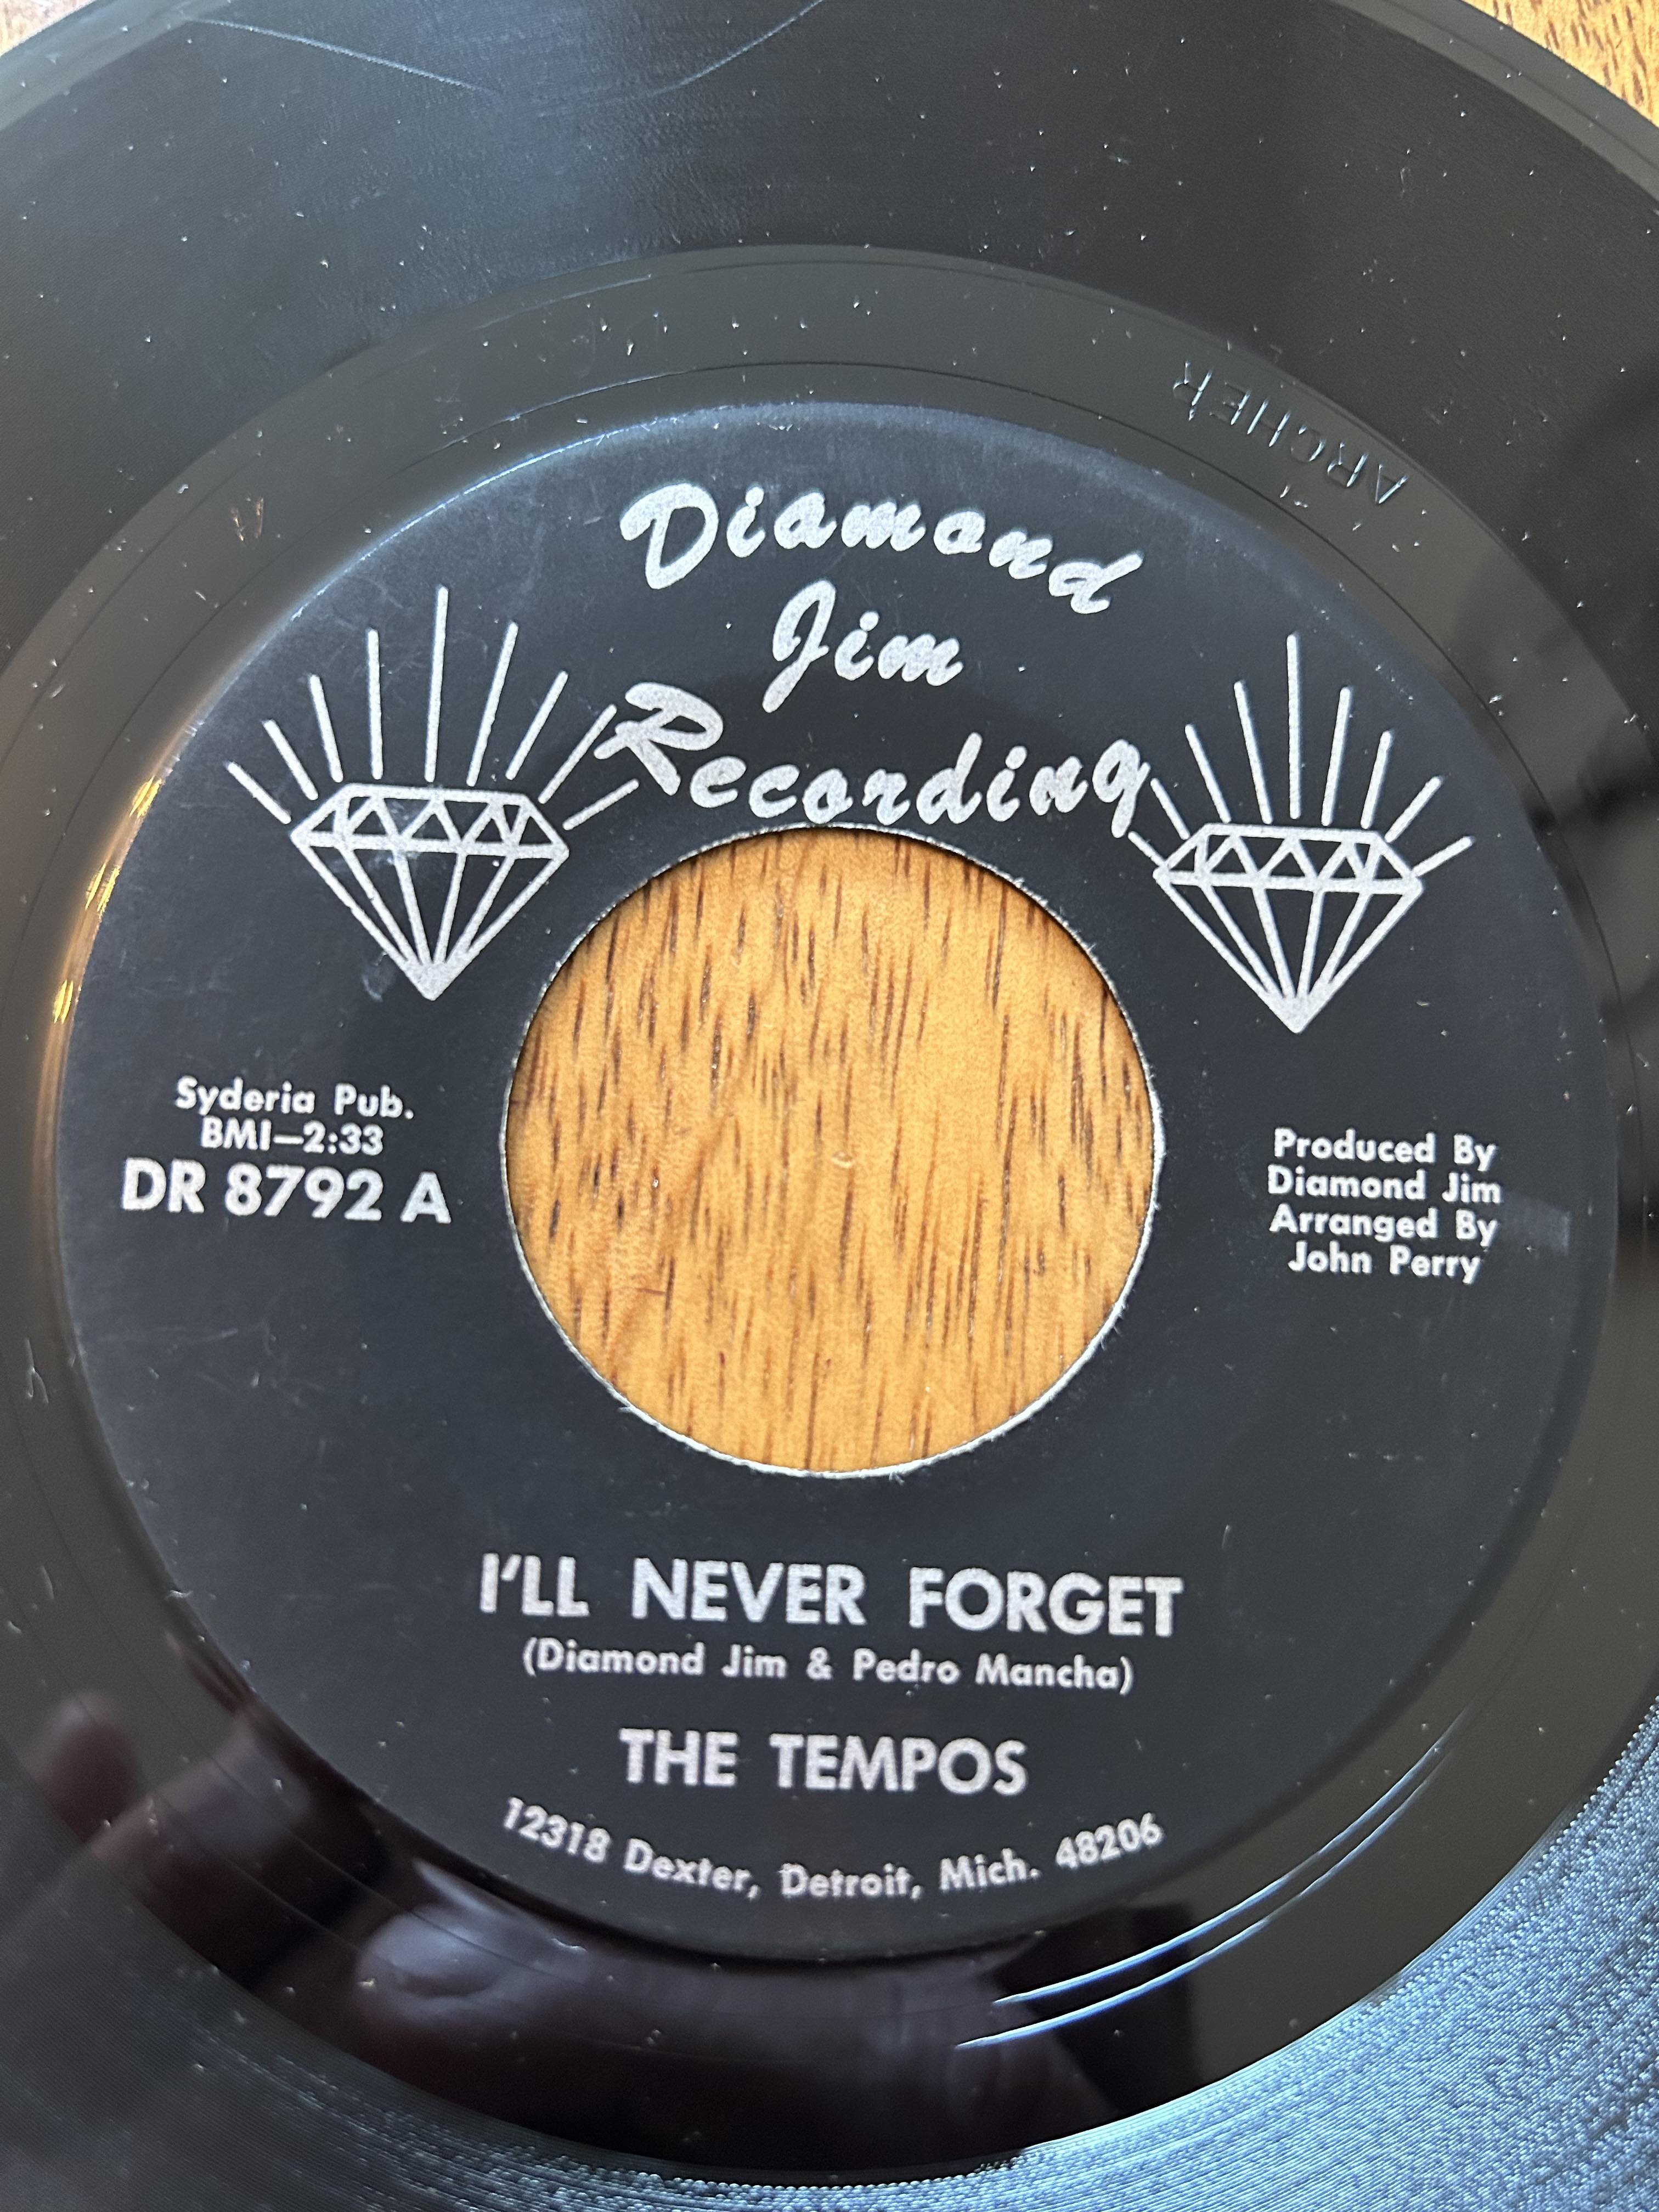 ARCHER
Diamond
Jim
Recording
Syderia Pub.
BMI—2:33
DR 8792 A
Produced By
Diamond Jim
Arranged By
John Perry
I'LL NEVER FORGET
(Diamond Jim & Pedro Mancha)
THE TEMPOS
12318 Dexter, Detroit, Mich. 48206